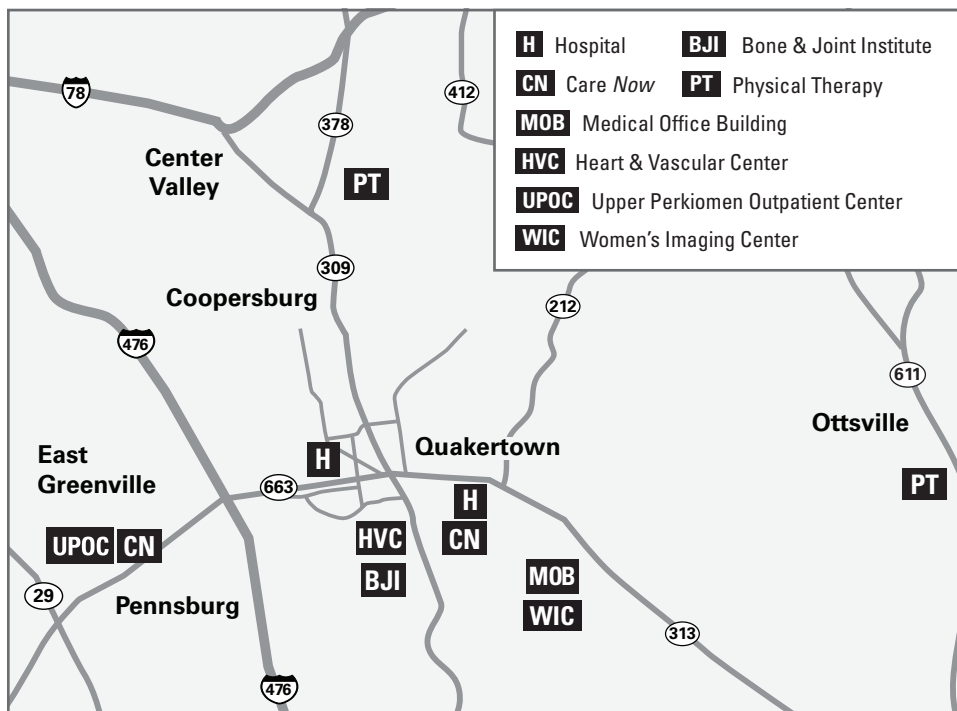 H Hospital
BJI Bone & Joint Institute
CN Care Now
PT Physical Therapy
MOB Medical Office Building
HVC Heart & Vascular Center
UPOC Upper Perkiomen Outpatient Center
WIC Women's Imaging Center
78
378
412
Center
Valley
PT
309
Coopersburg
212
476
611
Ottsville
Quakertown
East
Greenville
H
663
H
PT
UPOC
CN
HVC
CN
BJI
MOB
29
Pennsburg
WIC
313
476